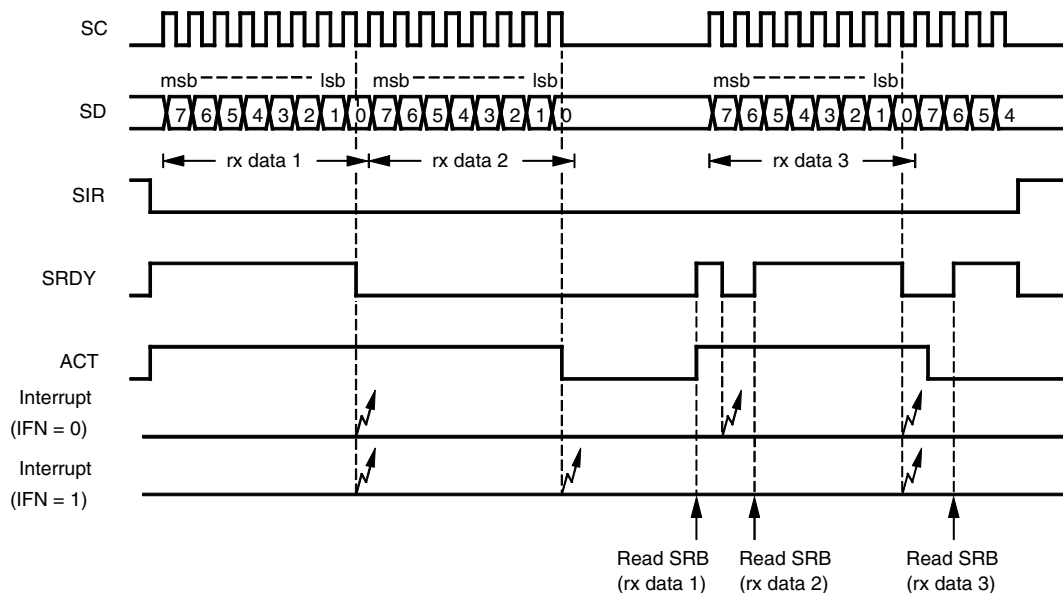 SC
msb lsb msb lsb msb lsb
SD 7 6 5 4 3 2 1 0 7 6 5 4 3 2 1 0 7 6 5 4 3 2 1 0 7 6 5 4
rx data 1 rx data 2 rx data 3
SIR
SRDY
ACT
Interrupt
(IFN = 0)
Interrupt
(IFN = 1)
Read SRB
(rx data 1)
Read SRB
(rx data 2)
Read SRB
(rx data 3)